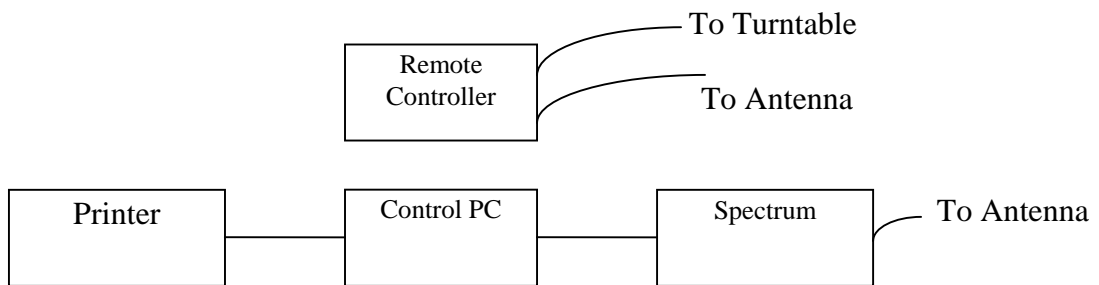 To Turntable
Remote
Controller
To Antenna
Printer
Control PC
Spectrum
To Antenna